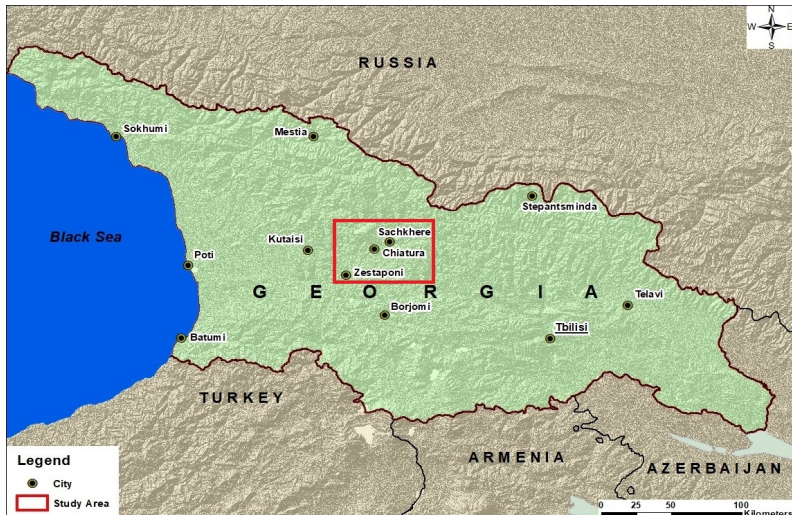 N
W E
S
RUSSIA
Sokhumi
Mestia
Stepantsminda
Black Sea
Sachkhere
Kutaisi
Chiatura
Poti
Zestaponi
GEORGIA
Telavi
Borjomi
Batumi
Tbilisi
TURKEY
ARMENIA
AZERBAIJAN
Legend
City
Study Area
0 25 50 100
Kilometers